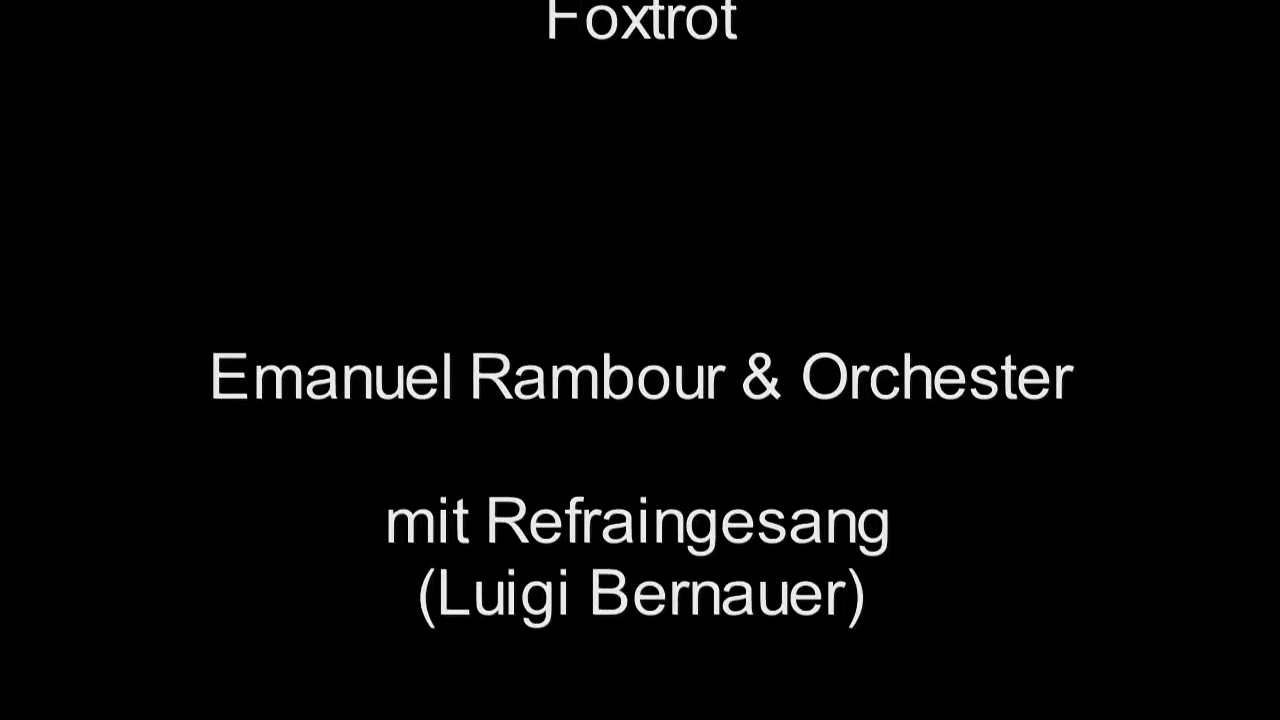 Foxtrot
Emanuel Rambour & Orchester
mit Refraingesang
(Luigi Bernauer)